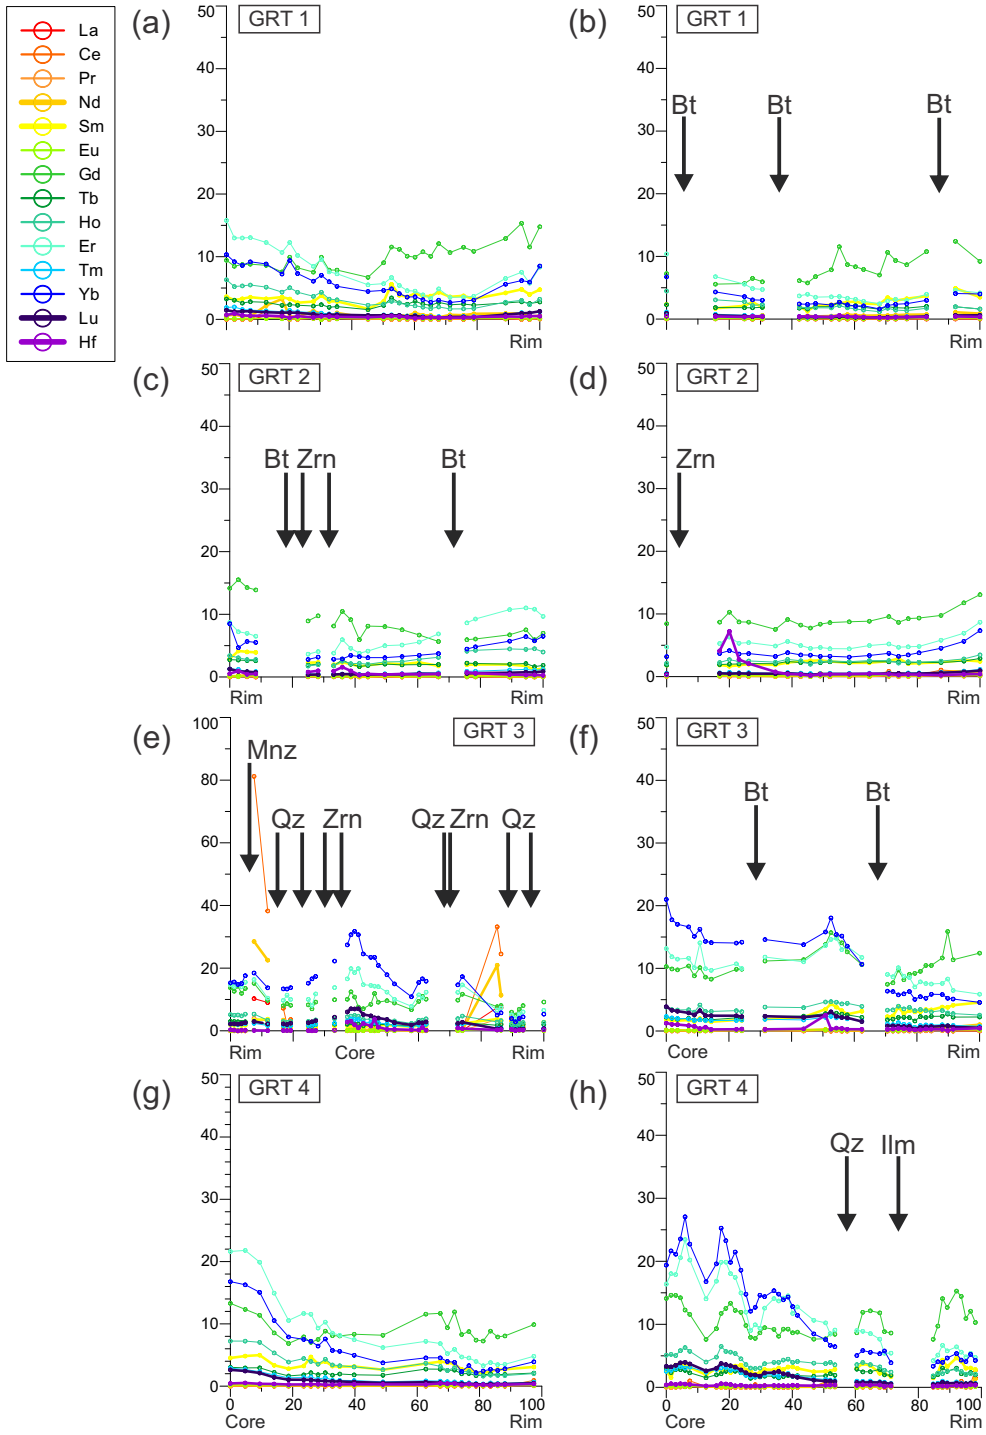 La
Ce
Pr
Nd
Sm
Eu
Gd
Tb
Ho
Er
Tm
Yb
Lu
Hf
(a) GRT 1
50
40
30
20
10
0
Rim
(b) GRT 1
50
40
30
20
10
0
Bt Bt Bt
Rim
(c) GRT 2
50
40
30
20
10
0
Bt Zrn Bt
Rim Rim
(d) GRT 2
50
40
30
20
10
0
Zrn
Rim
(e) GRT 3
100
80
60
40
20
0
Mnz
Qz Zrn Qz Zrn Qz
Rim Core Rim
(f) GRT 3
50
40
30
20
10
0
Bt Bt
Core Rim
(g) GRT 4
50
40
30
20
10
0
0 20 40 60 80 100
Core Rim
(h) GRT 4
50
40
30
20
10
0
Qz Ilm
0 20 40 60 80 100
Core Rim